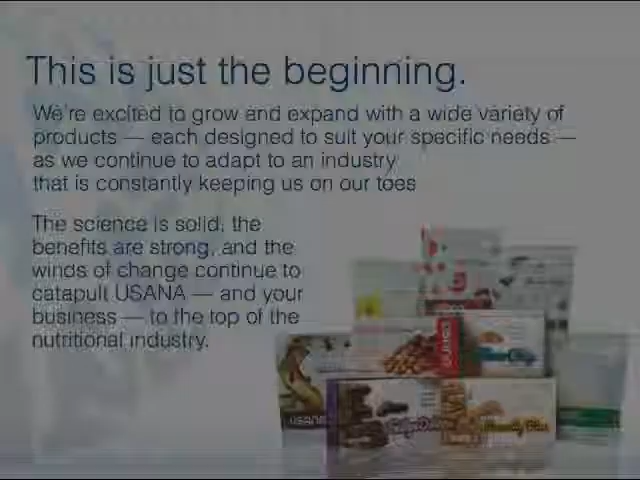 This is just the beginning.
We're excited to grow and expand with a wide variety of
products — each designed to suit your specific needs —
as we continue to adapt to an industry
that is constantly keeping us on our toes
The science is solid, the
benefits are strong, and the
winds of change continue to
catapult USANA — and your
business — to the top of the
nutritional industry.
USANA